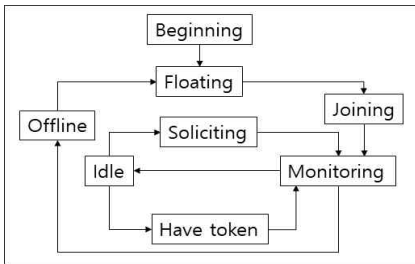 Beginning
Floating
Joining
Offline
Soliciting
Idle
Monitoring
Have token